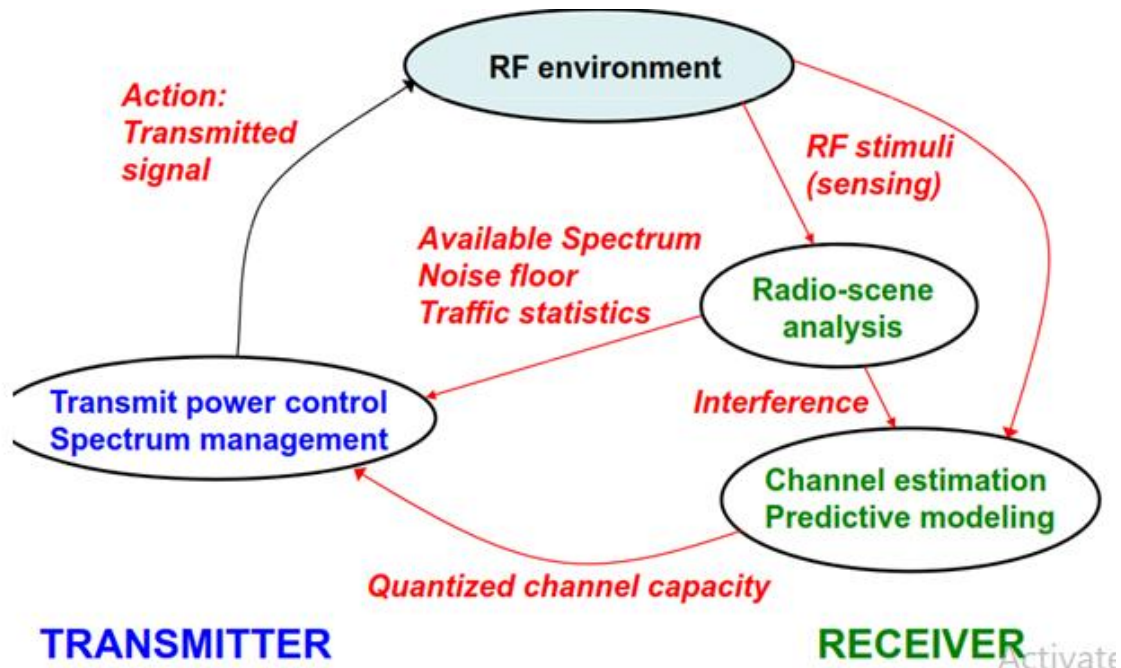 RF environment
Action:
Transmitted
signal
RF stimuli
(sensing)
Available Spectrum
Noise floor
Traffic statistics
Radio-scene
analysis
Transmit power control
Spectrum management
Interference
Channel estimation
Predictive modeling
Quantized channel capacity
TRANSMITTER
RECEIVER
Activate